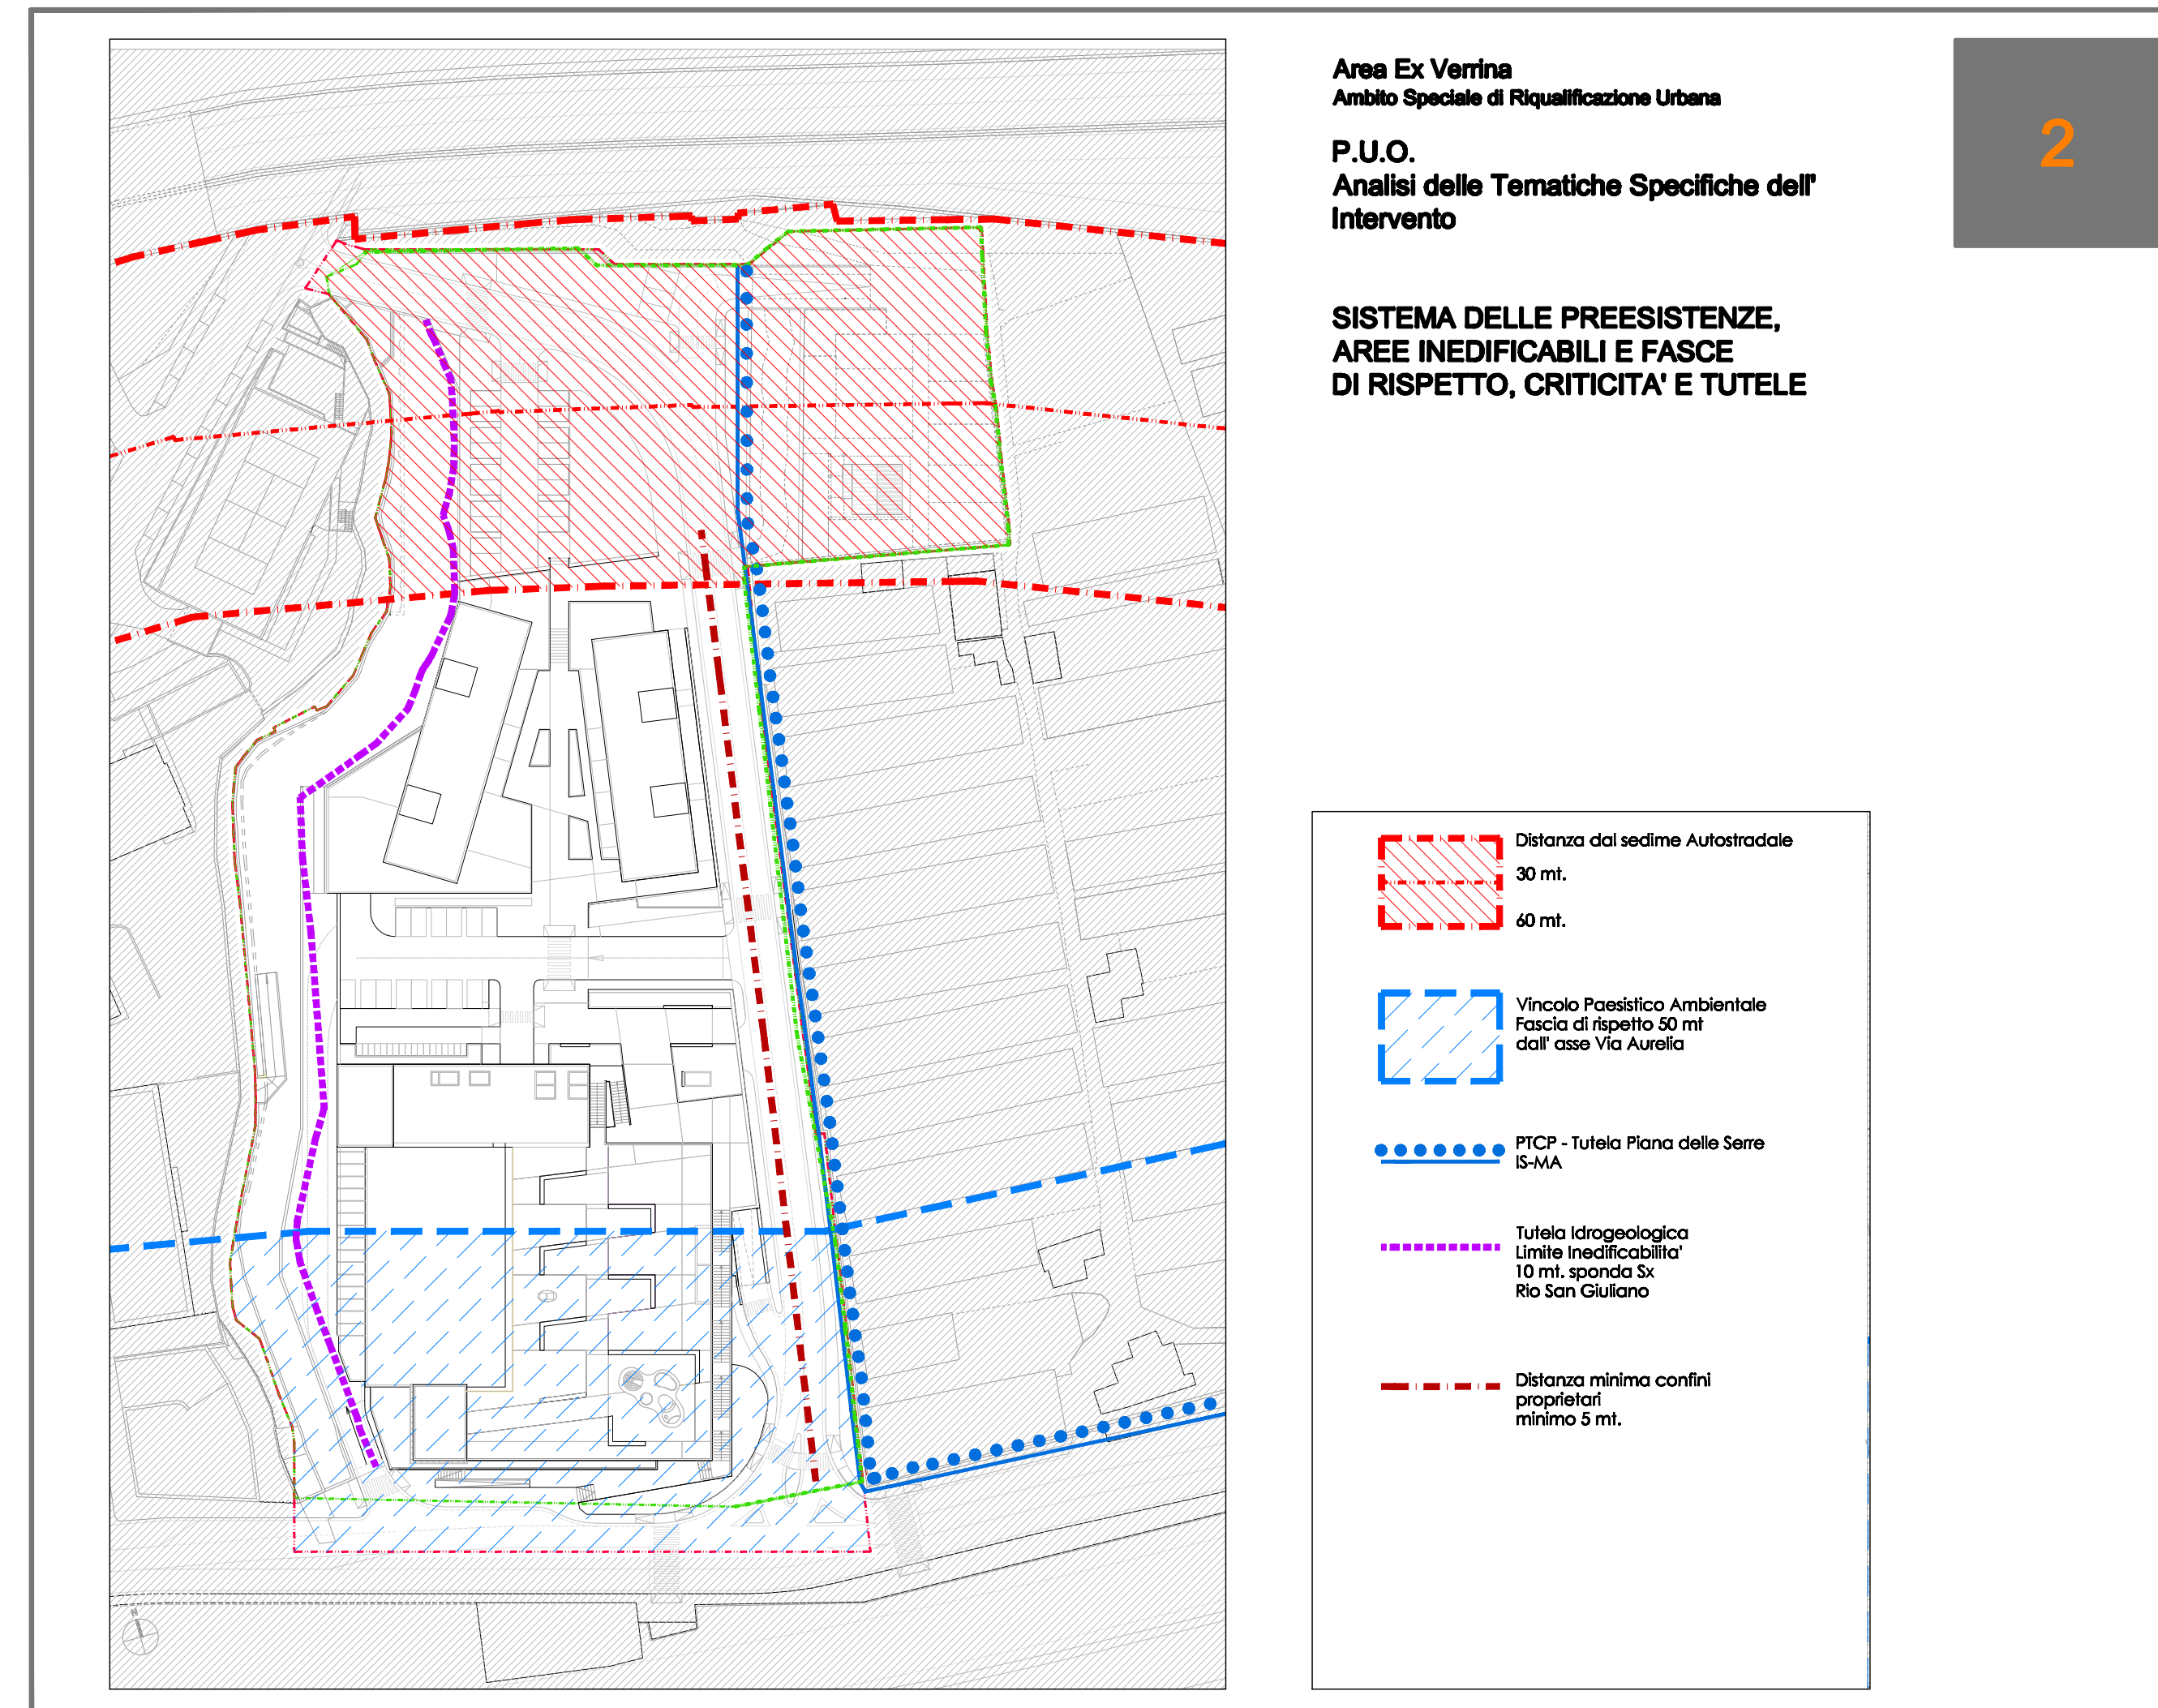 Area Ex Verrina
Ambito Speciale di Riqualificazione Urbana
P.U.O.
Analisi delle Tematiche Specifiche dell'
Intervento
SISTEMA DELLE PREESISTENZE,
AREE INEDIFICABILI E FASCE
DI RISPETTO, CRITICITA' E TUTELE
2
Distanza dal sedime Autostradale
30 mt.
60 mt.
Vincolo Paesistico Ambientale
Fascia di rispetto 50 mt
dall' asse Via Aurelia
PTCP - Tutela Piana delle Serre
IS-MA
Tutela Idrogeologica
Limite Inedificabilita'
10 mt. sponda Sx
Rio San Giuliano
Distanza minima confini
proprietari
minimo 5 mt.
N